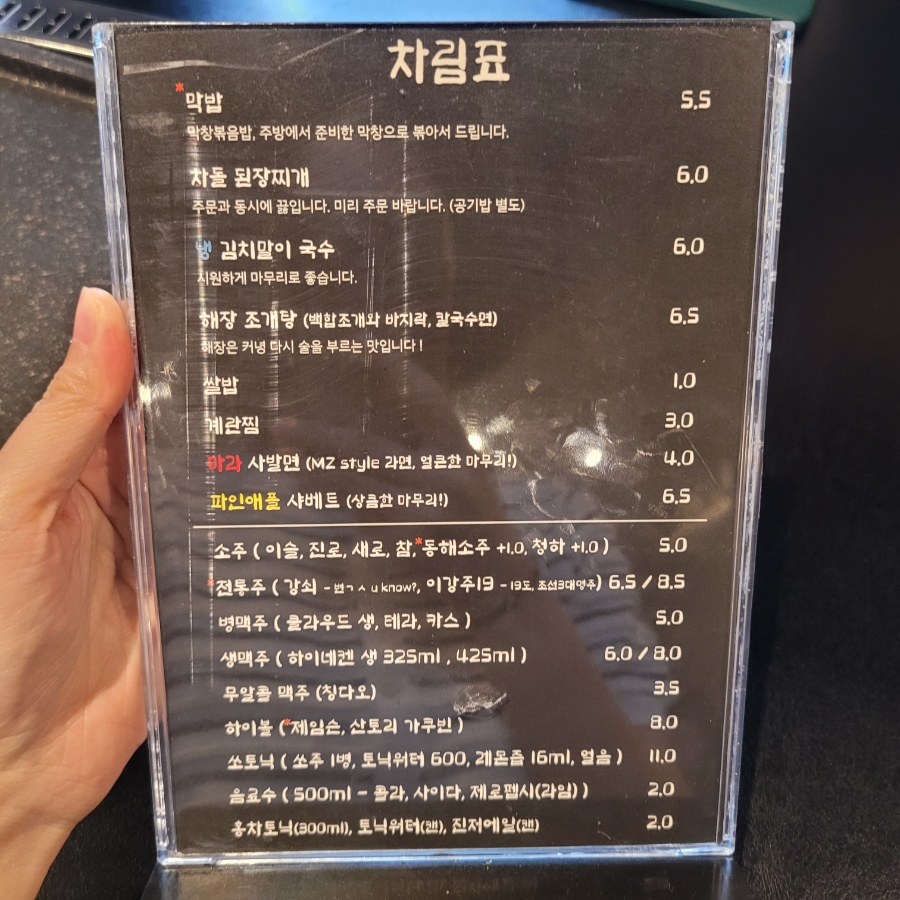 차림표
*막밥 5.5
막창볶음밥, 주방에서 준비한 막창으로 볶아서 드립니다.
차돌 된장찌개 6.0
주문과 동시에 끓입니다. 미리 주문 바랍니다. (공기밥 별도)
냉 김치말이 국수 6.0
시원하게 마무리로 좋습니다.
해장 조개탕 (백합조개와 바지락, 칼국수면) 6.5
해장은 커녕 다시 술을 부르는 맛입니다 !
쌀밥 1.0
계란찜 3.0
마라 사발면 (MZ style 라면, 얼큰한 마무리!) 4.0
파인애플 샤베트 (상큼한 마무리!) 6.5
소주 ( 이슬, 진로, 새로, 참,*동해소주 +1.0, 청하 +1.0 ) 5.0
*전통주 ( 강쇠 - 변ㄱㅅ u know?, 이강주19 - 19도, 조선3대명주) 6.5 / 8.5
병맥주 ( 클라우드 생, 테라, 카스 ) 5.0
생맥주 ( 하이네켄 생 325ml , 425ml ) 6.0 / 8.0
무알콜 맥주 (칭다오) 3.5
하이볼 (*제임슨, 산토리 가쿠빈 ) 8.0
쏘토닉 ( 쏘주 1병, 토닉워터 600, 레몬즙 16ml, 얼음 ) 11.0
음료수 ( 500ml - 콜라, 사이다, 제로펩시(라임) ) 2.0
홍차토닉(300ml), 토닉워터(캔), 진저에일(캔) 2.0